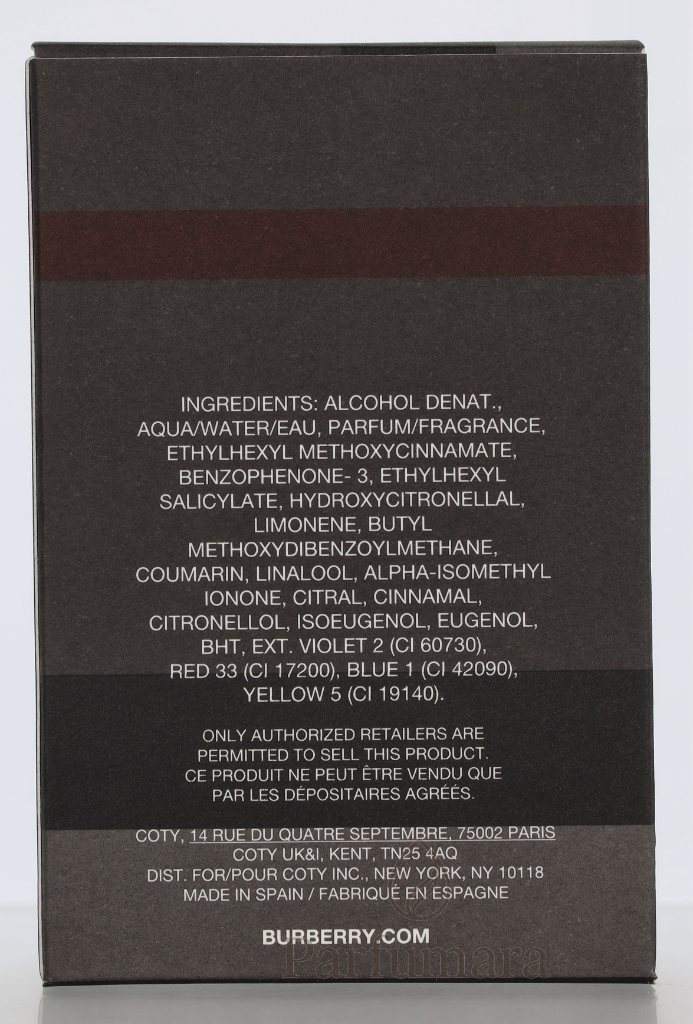 INGREDIENTS: ALCOHOL DENAT.,
AQUA/WATER/EAU, PARFUM/FRAGRANCE,
ETHYLHEXYL METHOXYCINNAMATE,
BENZOPHENONE- 3, ETHYLHEXYL
SALICYLATE, HYDROXYCITRONELLAL,
LIMONENE, BUTYL
METHOXYDIBENZOYLMETHANE,
COUMARIN, LINALOOL, ALPHA-ISOMETHYL
IONONE, CITRAL, CINNAMAL,
CITRONELLOL, ISOEUGENOL, EUGENOL,
BHT, EXT. VIOLET 2 (CI 60730),
RED 33 (CI 17200), BLUE 1 (CI 42090),
YELLOW 5 (CI 19140).
ONLY AUTHORIZED RETAILERS ARE
PERMITTED TO SELL THIS PRODUCT.
CE PRODUIT NE PEUT ÊTRE VENDU QUE
PAR LES DÉPOSITAIRES AGRÉÉS.
COTY, 14 RUE DU QUATRE SEPTEMBRE, 75002 PARIS
COTY UK&I, KENT, TN25 4AQ
DIST. FOR/POUR COTY INC., NEW YORK, NY 10118
MADE IN SPAIN / FABRIQUÉ EN ESPAGNE
BURBERRY.COM
Parfumara